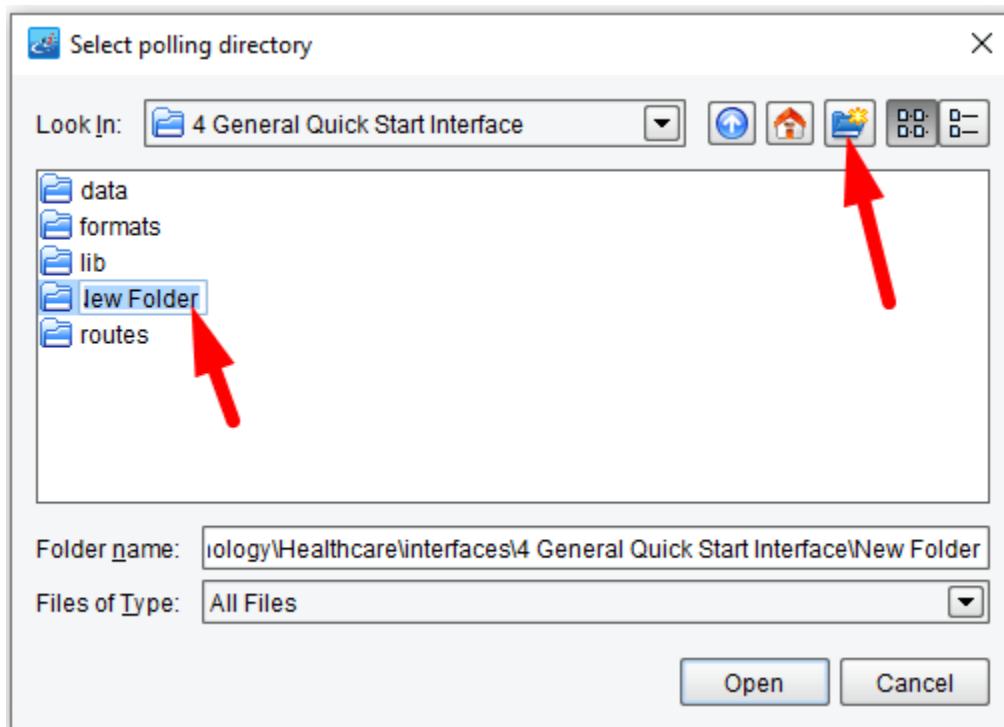 Select polling directory
Look In: 4 General Quick Start Interface
data
formats
lib
lew Folder
routes
Folder name: ology\Healthcare\interfaces\4 General Quick Start Interface\New Folder
Files of Type: All Files
Open Cancel